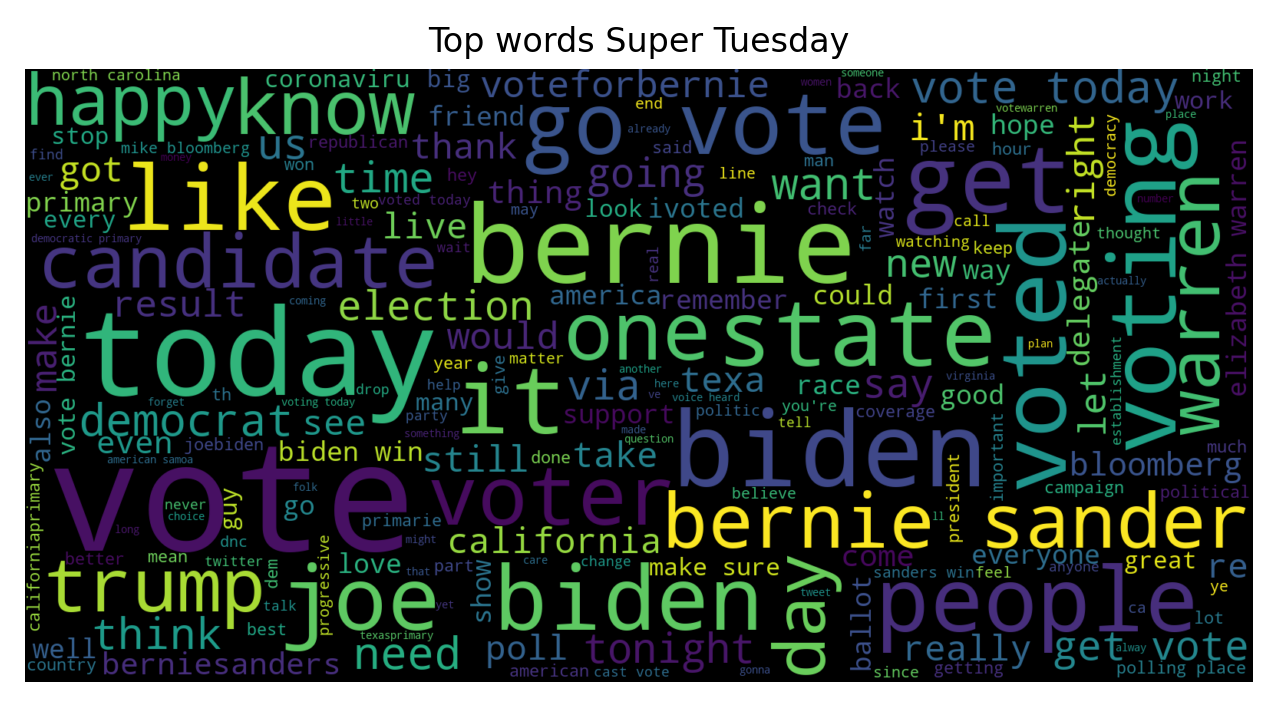 Top words Super Tuesday
north carolina
coronaviru
big
voteforbernie
women
someone
back
vote today
night
work
happy
know
friend
end
go vote
already
said
i'm
votewarren
hope
place
stop
mike bloomberg
us
republican
thank
man
please
hour
democracy
find
got
money
won
time
hey
thing
going
line
want
watch
get
right
voting
warren
elizabeth warren
ever
primary
like
two
voted today
little
every
live
may
look
ivoted
check
far
call
watching
keep
thought
number
democratic primary
candidate
wait
bernie
real
new
way
voted
delegate
actually
result
coming
election
america
remember
could
first
also
make
vote bernie
today
would
one
state
plan
year
matter
it
give
another
via
here
ve
texa
race
say
good
let
establishment
virginia
forget
th
drop
voting today
help
many
party
support
voice heard
politic
you're
tell
coverage
important
democrat
see
something
made
question
biden
much
even
joebiden
biden win
still
done
take
bloomberg
californiaprimary
american samoa
vote
voter
believe
president
campaign
political
never
choice
guy
folk
go
long
dnc
primarie
might
california
bernie sander
ll
better
mean
twitter
dem
progressive
love
that
part
show
care
change
make sure
come
everyone
anyone
great
re
trump
talk
best
joe biden
yet
day
tweet
ballot
sanders win
feel
people
ca
ye
lot
well
think
texasprimary
need
poll
tonight
really
get
alway
vote
country
berniesanders
american
cast vote
gonna
since
getting
polling place